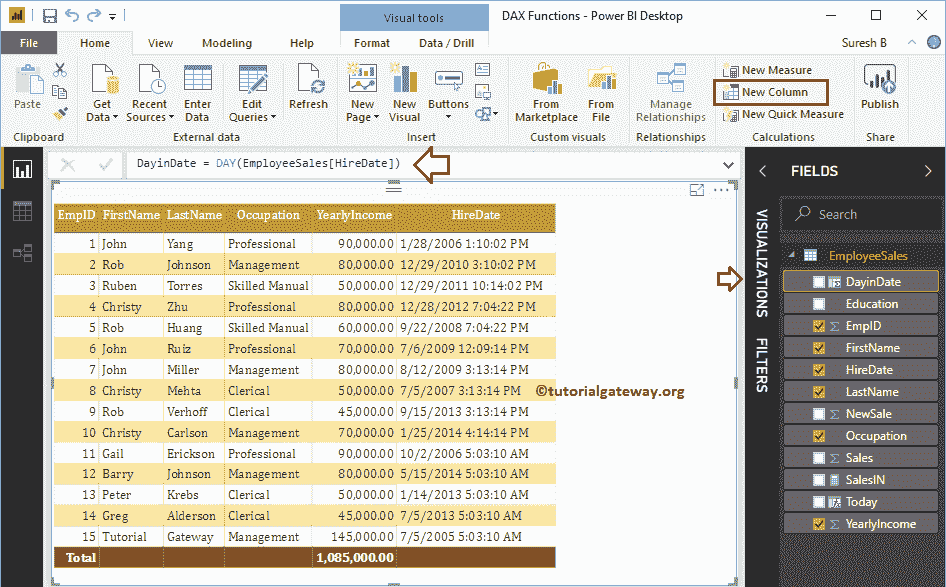 Visual tools
DAX Functions - Power BI Desktop
File Home View Modeling Help Format Data / Drill Suresh B
Paste
Get Data
Recent Sources
Enter Data
Edit Queries
Refresh
New Page
New Visual
Buttons
From Marketplace
From File
Manage Relationships
New Measure
New Column
New Quick Measure
Publish
Clipboard External data Insert Custom visuals Relationships Calculations Share
DayinDate = DAY(EmployeeSales[HireDate])
EmpID FirstName LastName Occupation YearlyIncome HireDate
1 John Yang Professional 90,000.00 1/28/2006 1:10:02 PM
2 Rob Johnson Management 80,000.00 12/29/2010 3:10:02 PM
3 Ruben Torres Skilled Manual 50,000.00 12/29/2011 10:14:02 PM
4 Christy Zhu Professional 80,000.00 12/28/2012 7:04:22 PM
5 Rob Huang Skilled Manual 60,000.00 9/22/2008 7:04:22 PM
6 John Ruiz Professional 70,000.00 7/6/2009 12:09:14 PM
7 John Miller Management 80,000.00 8/12/2009 3:13:14 PM
8 Christy Mehta Clerical 50,000.00 7/5/2007 3:13:14 PM
9 Rob Verhoff Clerical 45,000.00 9/15/2013 3:13:14 PM
10 Christy Carlson Management 70,000.00 1/25/2014 4:14:14 PM
11 Gail Erickson Professional 90,000.00 10/2/2006 5:03:10 AM
12 Barry Johnson Management 80,000.00 5/15/2014 5:03:10 AM
13 Peter Krebs Clerical 50,000.00 1/14/2013 5:03:10 AM
14 Greg Alderson Clerical 45,000.00 7/5/2013 5:03:10 AM
15 Tutorial Gateway Management 145,000.00 7/5/2005 5:03:10 AM
Total 1,085,000.00
©tutorialgateway.org
VISUALIZATIONS
FILTERS
FIELDS
Search
EmployeeSales
DayinDate
Education
EmpID
FirstName
HireDate
LastName
NewSale
Occupation
Sales
SalesIN
Today
YearlyIncome